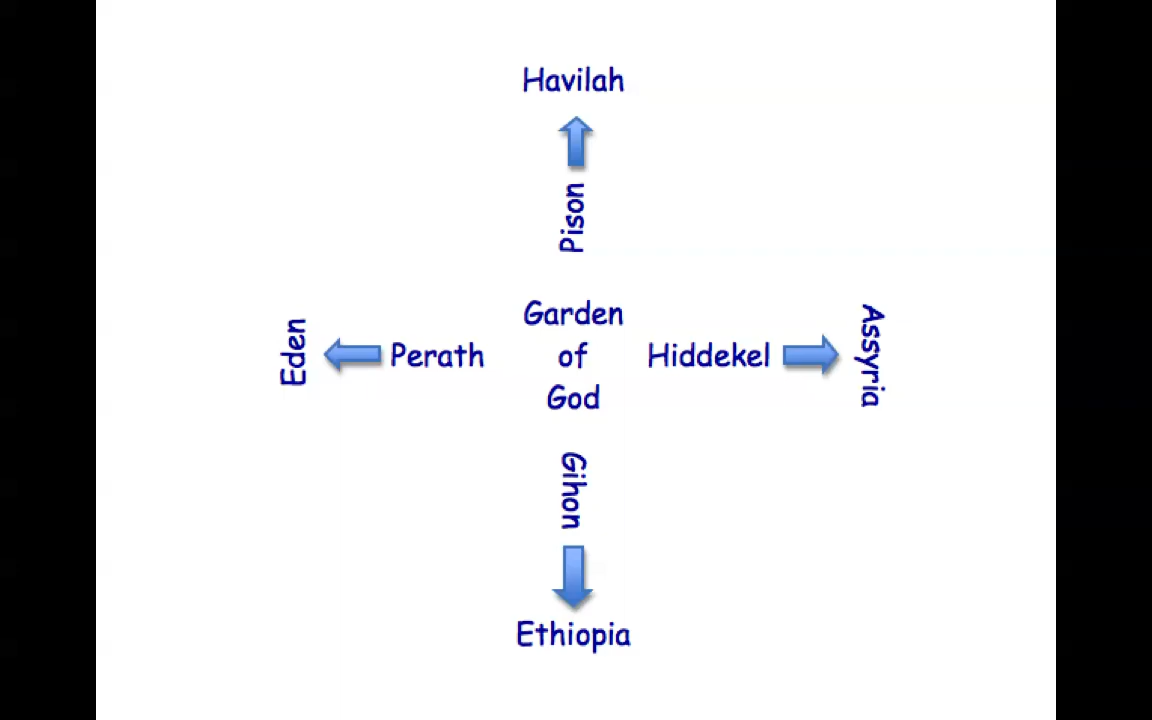 Havilah
Pison
Garden
of
God
Eden
Perath
Hiddekel
Assyria
Gihon
Ethiopia